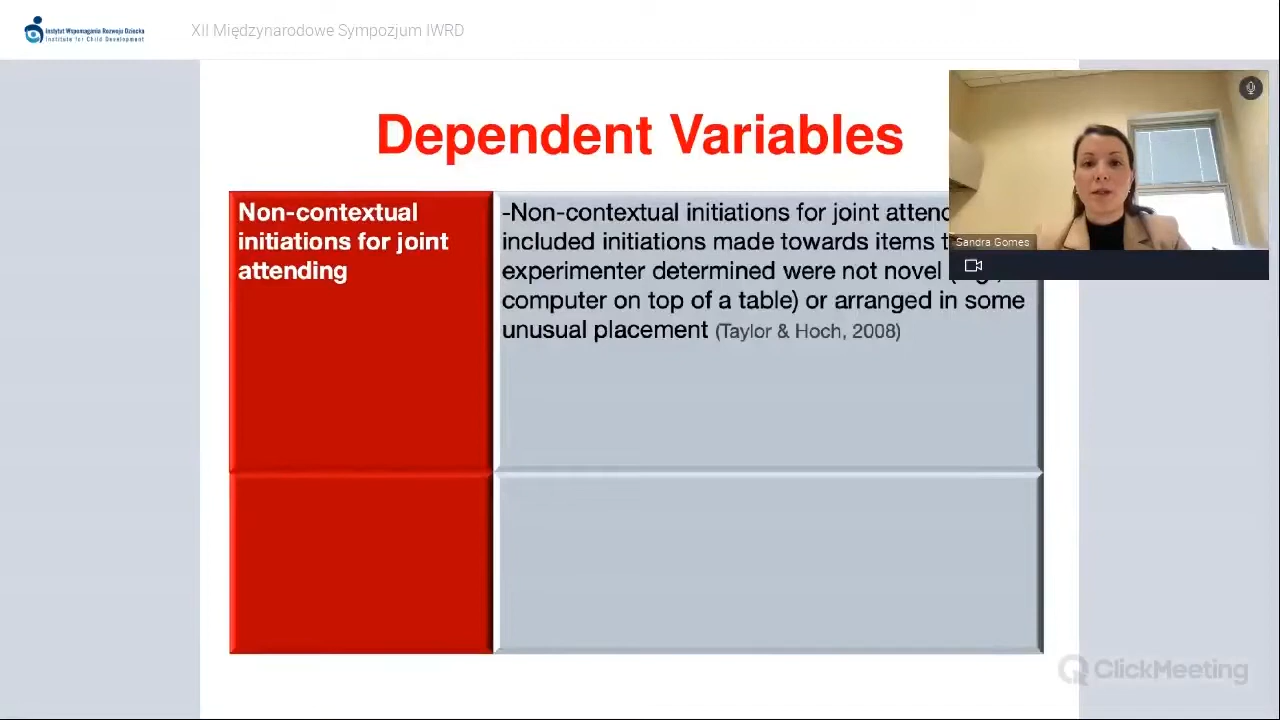 Instytut Wspomagania Rozwoju Dziecka
Institute for Child Development
XII Międzynarodowe Sympozjum IWRD
Dependent Variables
Non-contextual
initiations for joint
attending
-Non-contextual initiations for joint
included initiations made towards items
experimenter determined were not novel
computer on top of a table) or arranged in some
unusual placement (Taylor & Hoch, 2008)
Sandra Gomes
ClickMeeting